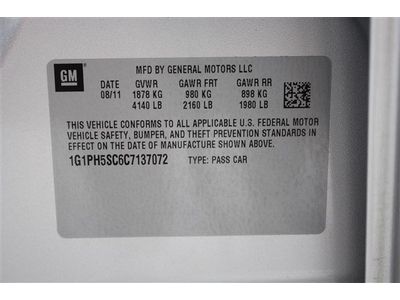 GM
MFD BY GENERAL MOTORS LLC
DATE GVWR GAWR FRT GAWR RR
08/11 1878 KG 980 KG 898 KG
4140 LB 2160 LB 1980 LB
THIS VEHICLE CONFORMS TO ALL APPLICABLE U.S. FEDERAL MOTOR
VEHICLE SAFETY, BUMPER, AND THEFT PREVENTION STANDARDS IN
EFFECT ON THE DATE OF MANUFACTURE SHOWN ABOVE.
1G1PH5SC6C7137072 TYPE: PASS CAR